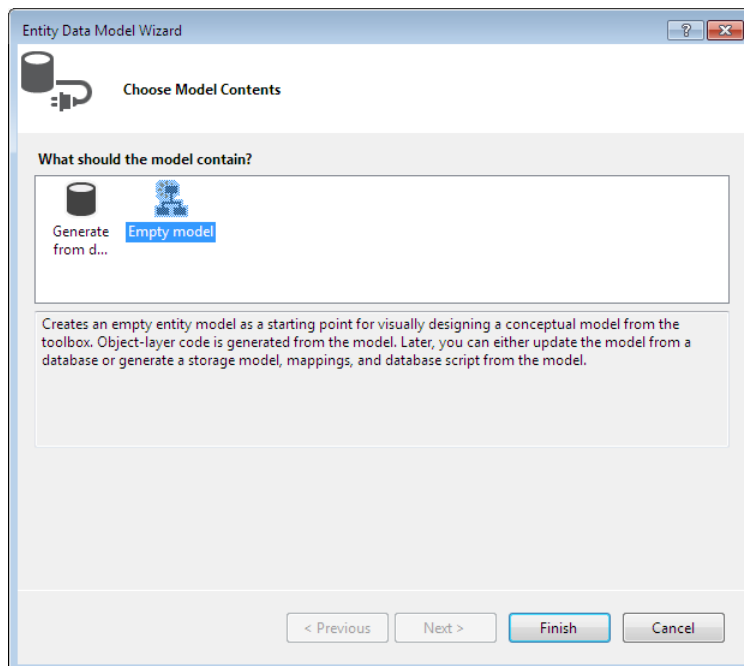 Entity Data Model Wizard
?
Choose Model Contents
What should the model contain?
Generate
from d...
Empty model
Creates an empty entity model as a starting point for visually designing a conceptual model from the
toolbox. Object-layer code is generated from the model. Later, you can either update the model from a
database or generate a storage model, mappings, and database script from the model.
< Previous
Next >
Finish
Cancel